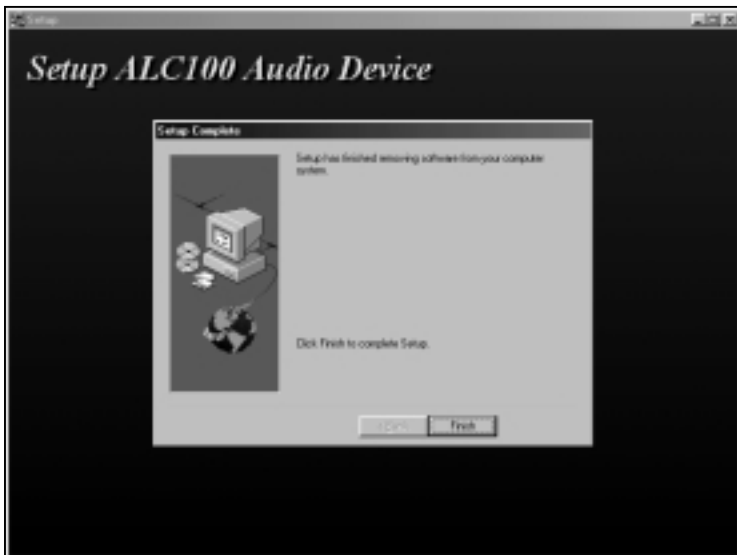 Setup
Setup ALC100 Audio Device
Setup Complete
Setup has finished removing software from your computer
system.
Click Finish to complete Setup.
< Back
Finish